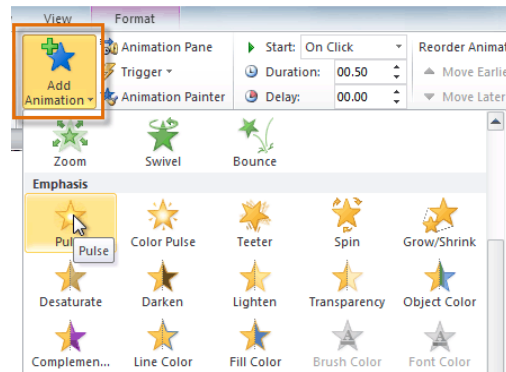 View Format
Add Animation
Animation Pane
Trigger
Animation Painter
Start: On Click
Duration: 00.50
Delay: 00.00
Reorder Animat
Move Earlie
Move Later
Zoom Swivel Bounce
Emphasis
Pul Color Pulse Teeter Spin Grow/Shrink
Pulse
Desaturate Darken Lighten Transparency Object Color
Complemen... Line Color Fill Color Brush Color Font Color